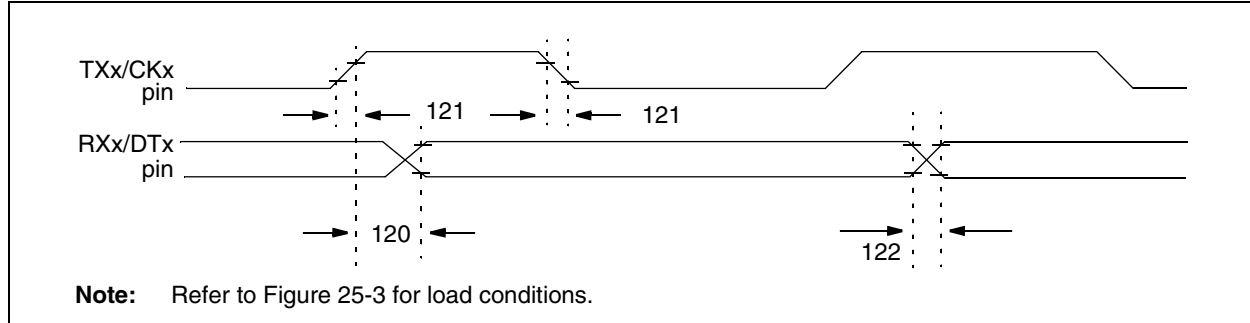 TXx/CKx
pin
121
121
RXx/DTx
pin
120
122
Note: Refer to Figure 25-3 for load conditions.